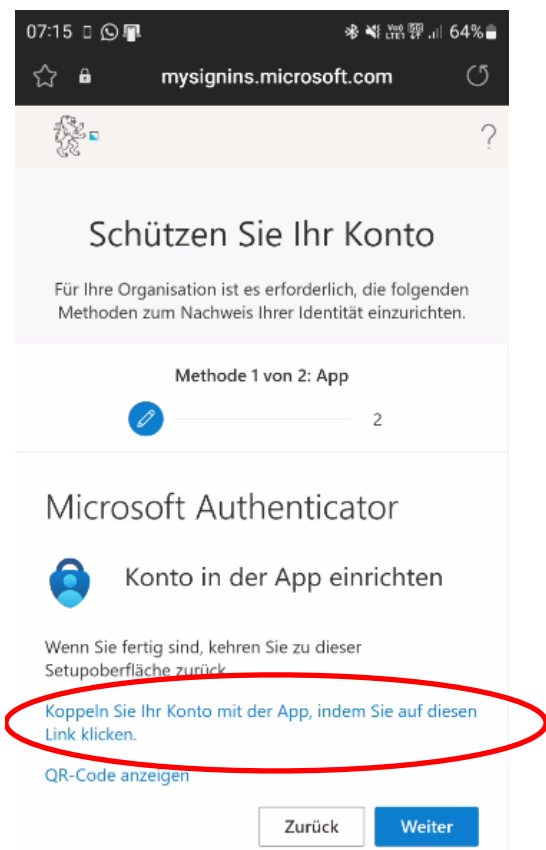 07:15
64%
mysignins.microsoft.com
?
Schützen Sie Ihr Konto
Für Ihre Organisation ist es erforderlich, die folgenden
Methoden zum Nachweis Ihrer Identität einzurichten.
Methode 1 von 2: App
2
Microsoft Authenticator
Konto in der App einrichten
Wenn Sie fertig sind, kehren Sie zu dieser
Setupoberfläche zurück.
Koppeln Sie Ihr Konto mit der App, indem Sie auf diesen
Link klicken.
QR-Code anzeigen
Zurück Weiter